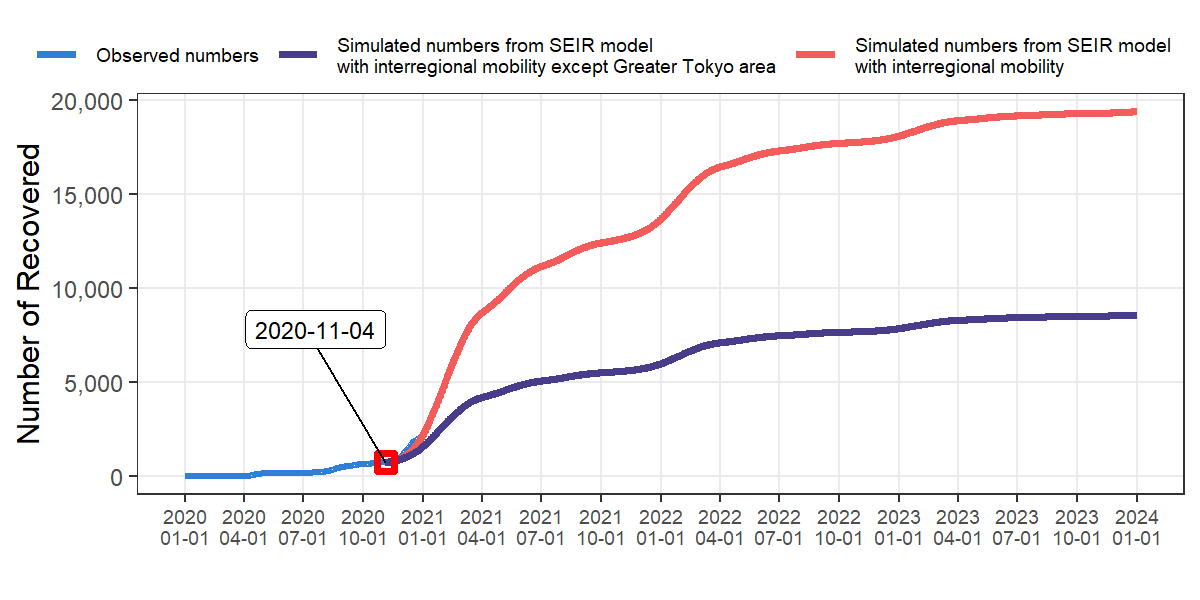 Observed numbers
Simulated numbers from SEIR model
with interregional mobility except Greater Tokyo area
Simulated numbers from SEIR model
with interregional mobility
Number of Recovered
20,000
15,000
10,000
5,000
0
2020-11-04
2020 2020 2020 2020 2021 2021 2021 2021 2022 2022 2022 2022 2023 2023 2023 2023 2024
01-01 04-01 07-01 10-01 01-01 04-01 07-01 10-01 01-01 04-01 07-01 10-01 01-01 04-01 07-01 10-01 01-01